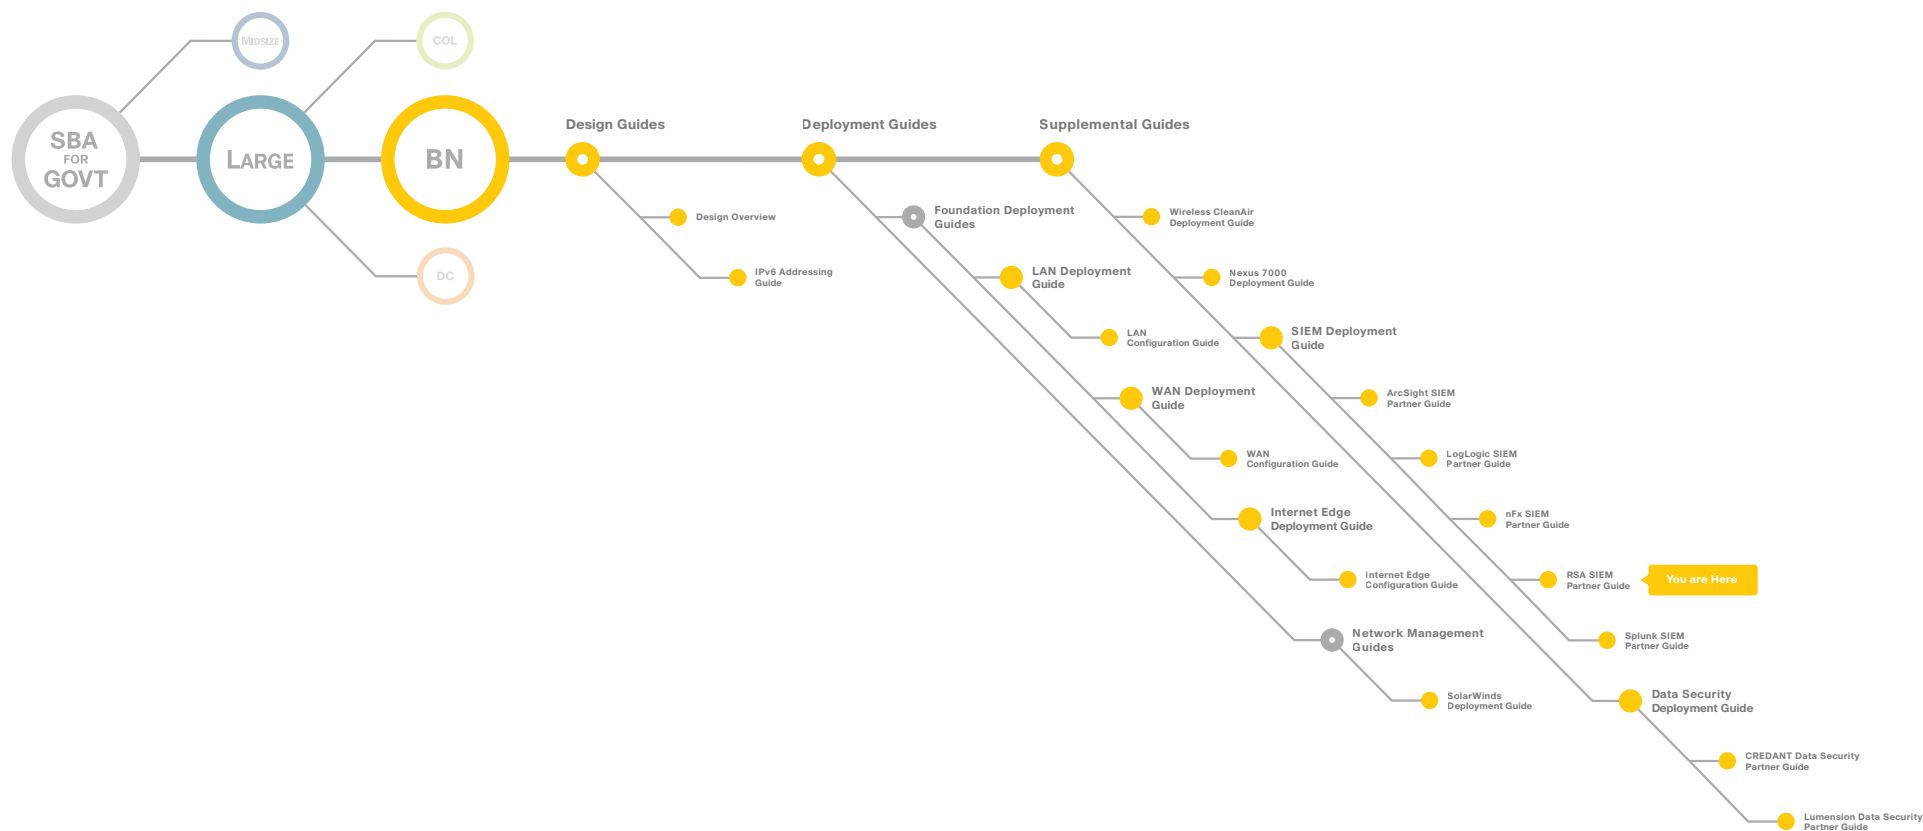 MIDSIZE
COL
SBA
FOR
GOVT
LARGE
BN
DC
Design Guides
Design Overview
IPv6 Addressing
Guide
Deployment Guides
Foundation Deployment
Guides
LAN Deployment
Guide
LAN
Configuration Guide
WAN Deployment
Guide
WAN
Configuration Guide
Internet Edge
Deployment Guide
Internet Edge
Configuration Guide
Network Management
Guides
SolarWinds
Deployment Guide
Supplemental Guides
Wireless CleanAir
Deployment Guide
Nexus 7000
Deployment Guide
SIEM Deployment
Guide
ArcSight SIEM
Partner Guide
LogLogic SIEM
Partner Guide
nFx SIEM
Partner Guide
RSA SIEM
Partner Guide
You are Here
Splunk SIEM
Partner Guide
Data Security
Deployment Guide
CREDANT Data Security
Partner Guide
Lumension Data Security
Partner Guide